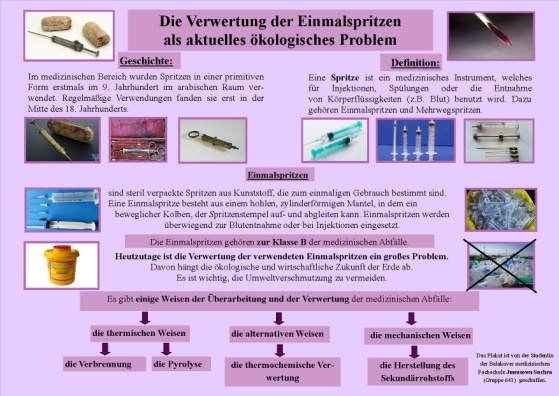 Die Verwertung der Einmalspritzen
als aktuelles ökologisches Problem
Geschichte:
Im medizinischen Bereich wurden Spritzen in einer primitiven
Form erstmals im 9. Jahrhundert im arabischen Raum ver-
wendet. Regelmäßige Verwendungen fanden sie erst in der
Mitte des 18. Jahrhunderts.
Definition:
Eine Spritze ist ein medizinisches Instrument, welches
für Injektionen, Spülungen oder die Entnahme
von Körperflüssigkeiten (z.B. Blut) benutzt wird. Dazu
gehören Einmalspritzen und Mehrwegspritzen.
Einmalspritzen
sind steril verpackte Spritzen aus Kunststoff, die zum einmaligen Gebrauch bestimmt sind.
Eine Einmalspritze besteht aus einem hohlen, zylinderförmigen Mantel, in dem ein
beweglicher Kolben, der Spritzenstempel auf- und abgleiten kann. Einmalspritzen werden
überwiegend zur Blutentnahme oder bei Injektionen eingesetzt.
Die Einmalspritzen gehören zur Klasse B der medizinischen Abfälle.
Heutzutage ist die Verwertung der verwendeten Einmalspritzen ein großes Problem.
Davon hängt die ökologische und wirtschaftliche Zukunft der Erde ab.
Es ist wichtig, die Umweltverschmutzung zu vermeiden.
Es gibt einige Weisen der Überarbeitung und der Verwertung der medizinischen Abfälle:
die thermischen Weisen
die alternativen Weisen
die mechanischen Weisen
die Verbrennung
die Pyrolyse
die thermochemische Ver-
wertung
die Herstellung des
Sekundärrohstoffs
Das Plakat ist von der Studentin
der Balakower medizinischen
Fachschule Junusowa Suchra
(Gruppe 641) geschaffen.